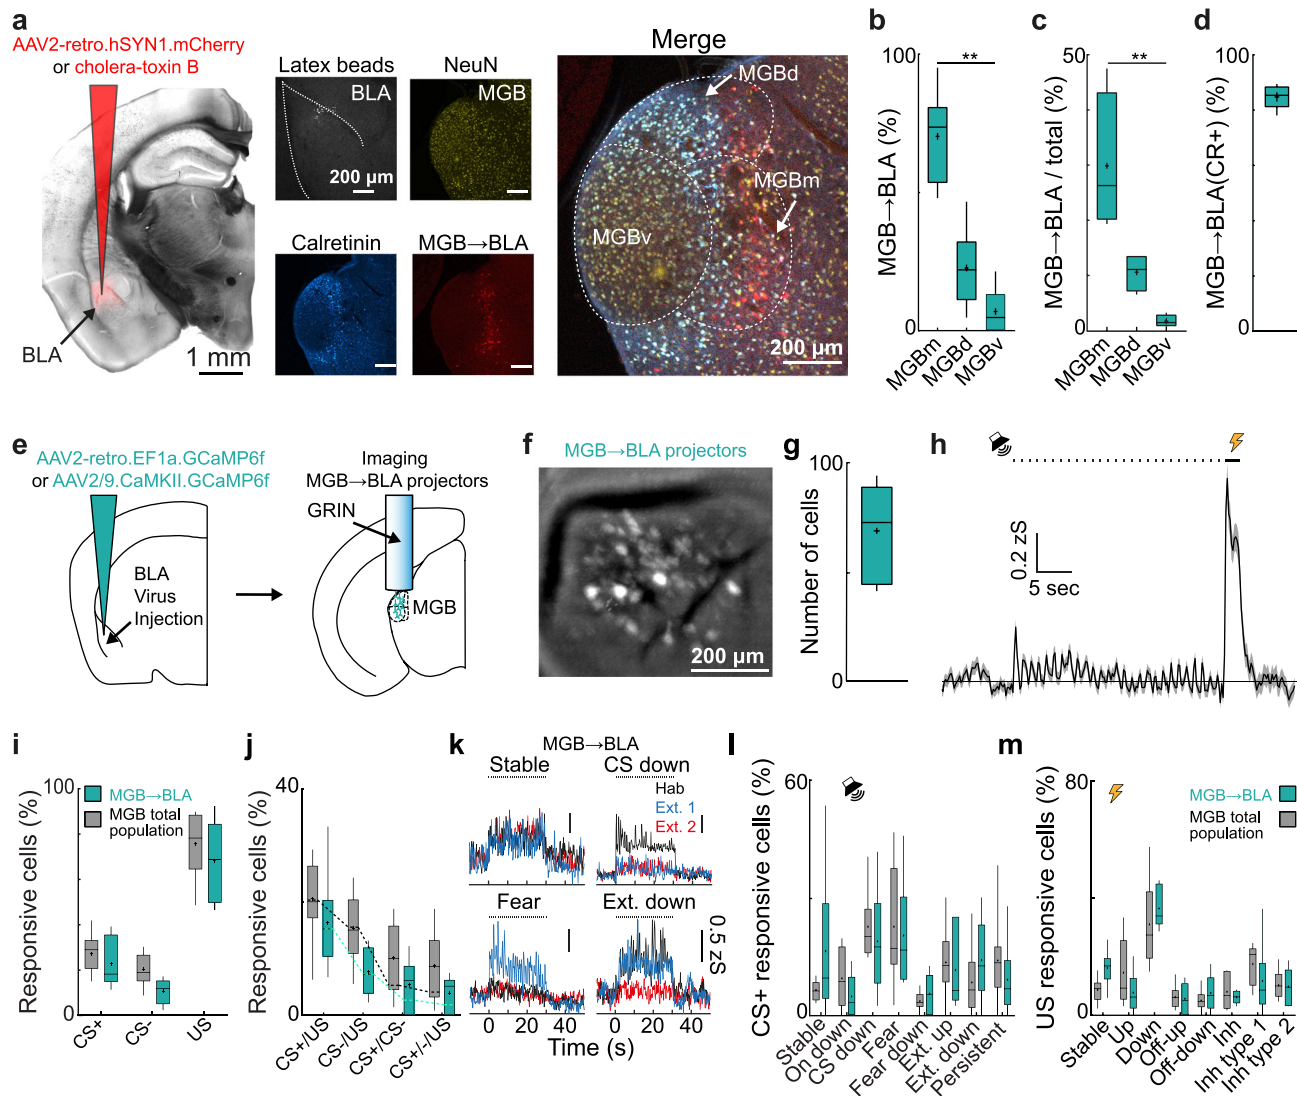 a
AAV2-retro.hSYN1.mCherry
or cholera-toxin B
BLA
1 mm
Latex beads
BLA
200 µm
NeuN
MGB
Calretinin
MGB→BLA
Merge
MGBd
MGBm
MGBv
200 µm
b
MGB→BLA (%)
100
0
**
MGBm
MGBd
MGBv
c
MGB→BLA / total (%)
50
0
**
MGBm
MGBd
MGBv
d
MGB→BLA(CR+) (%)
100
0
e
AAV2-retro.EF1a.GCaMP6f
or AAV2/9.CaMKII.GCaMP6f
BLA
Virus
Injection
Imaging
MGB→BLA projectors
GRIN
MGB
f
MGB→BLA projectors
200 µm
g
Number of cells
100
0
h
0.2 zS
5 sec
i
Responsive cells (%)
100
0
MGB→BLA
MGB total
population
CS+
CS-
US
j
Responsive cells (%)
40
0
CS+/US
CS-/US
CS+/CS-
CS+/-/US
k
MGB→BLA
Stable
CS down
Hab
Ext. 1
Ext. 2
Fear
Ext. down
0.5 zS
0 20 40
0 20 40
Time (s)
l
CS+ responsive cells (%)
60
0
Stable
On down
CS down
Fear
Fear down
Ext. up
Ext. down
Persistent
m
US responsive cells (%)
80
0
MGB→BLA
MGB total
population
Stable
Up
Down
Off-up
Off-down
Inh
Inh type 1
Inh type 2